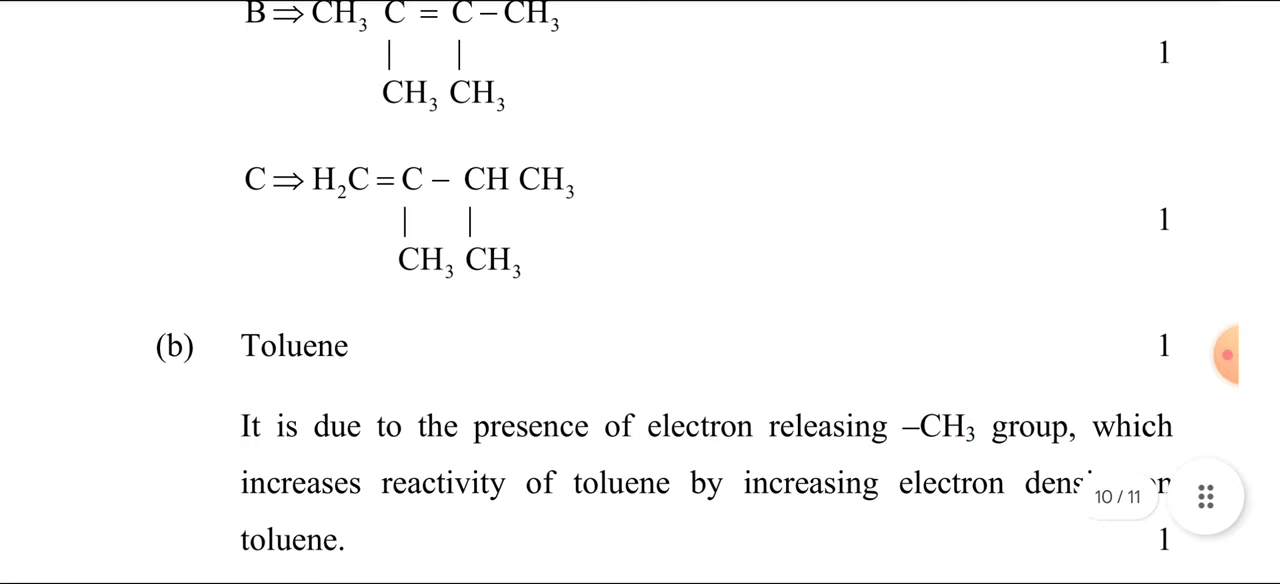 B⇒CH₃ C = C – CH₃
| | 1
CH₃ CH₃
C⇒H₂C = C – CH CH₃
| | 1
CH₃ CH₃
(b) Toluene 1
It is due to the presence of electron releasing –CH₃ group, which
increases reactivity of toluene by increasing electron
10 / 11
toluene. 1